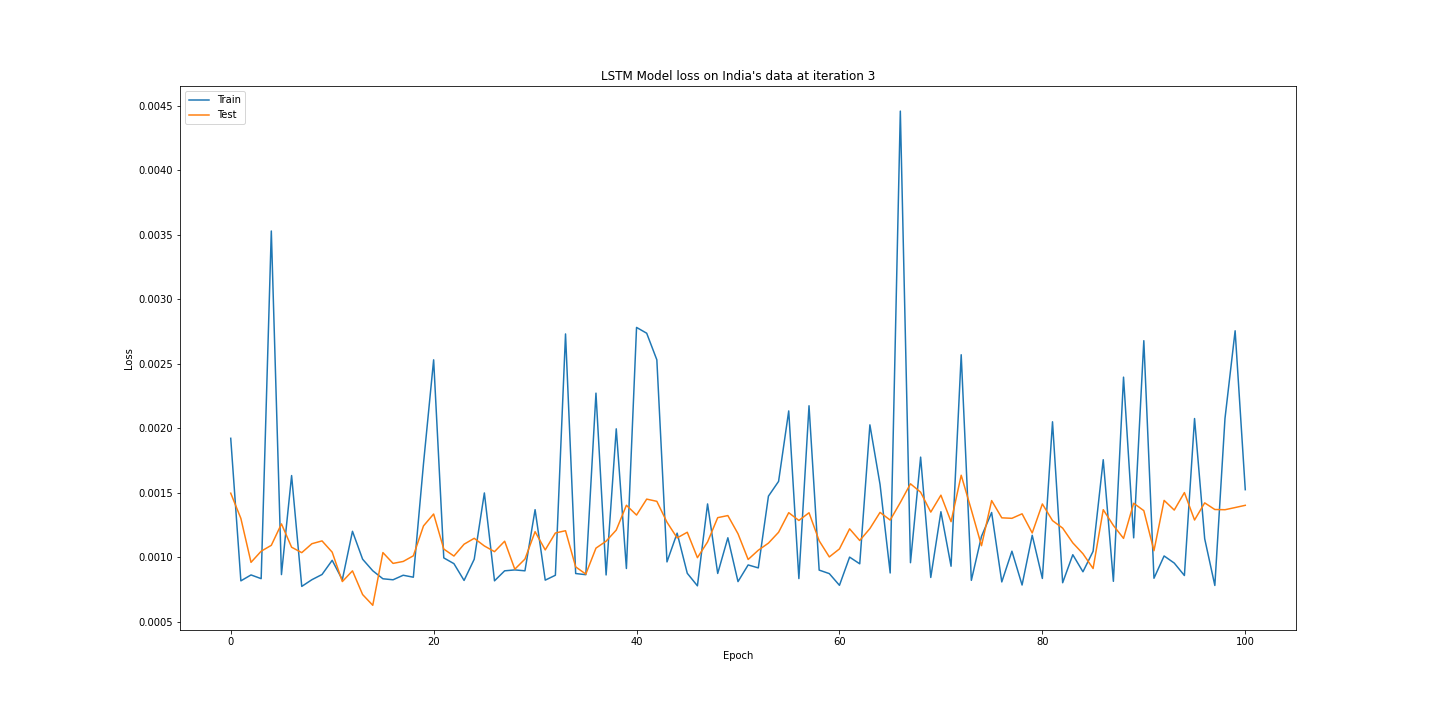 LSTM Model loss on India's data at iteration 3
Train
Test
0.0045
0.0040
0.0035
0.0030
0.0025
0.0020
0.0015
0.0010
0.0005
Loss
0 20 40 60 80 100
Epoch